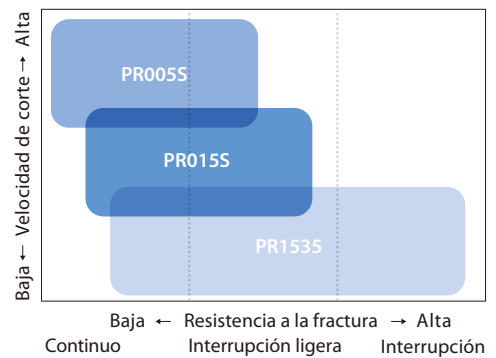 Baja ← Velocidad de corte → Alta
PR005S
PR015S
PR1535
Baja ← Resistencia a la fractura → Alta
Continuo Interrupción ligera Interrupción